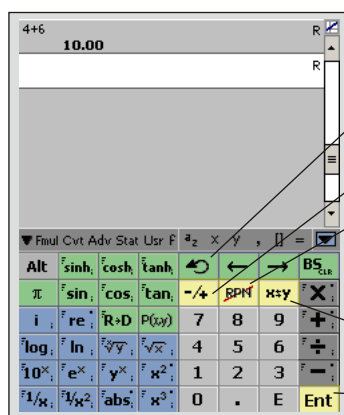 4+6 R
10.00
R
▼ Fmul Cvt Adv Stat Usr F a z x y , [] =
Alt sinh cosh tanh BS CLR
π sin cos tan -/+ RPN x⇄y ×
i re R▸D P(x,y) 7 8 9 +
log ln ˣ√y √x 4 5 6 ÷
10ˣ eˣ yˣ x² 1 2 3 −
1/x 1/x² abs x³ 0 . E Ent